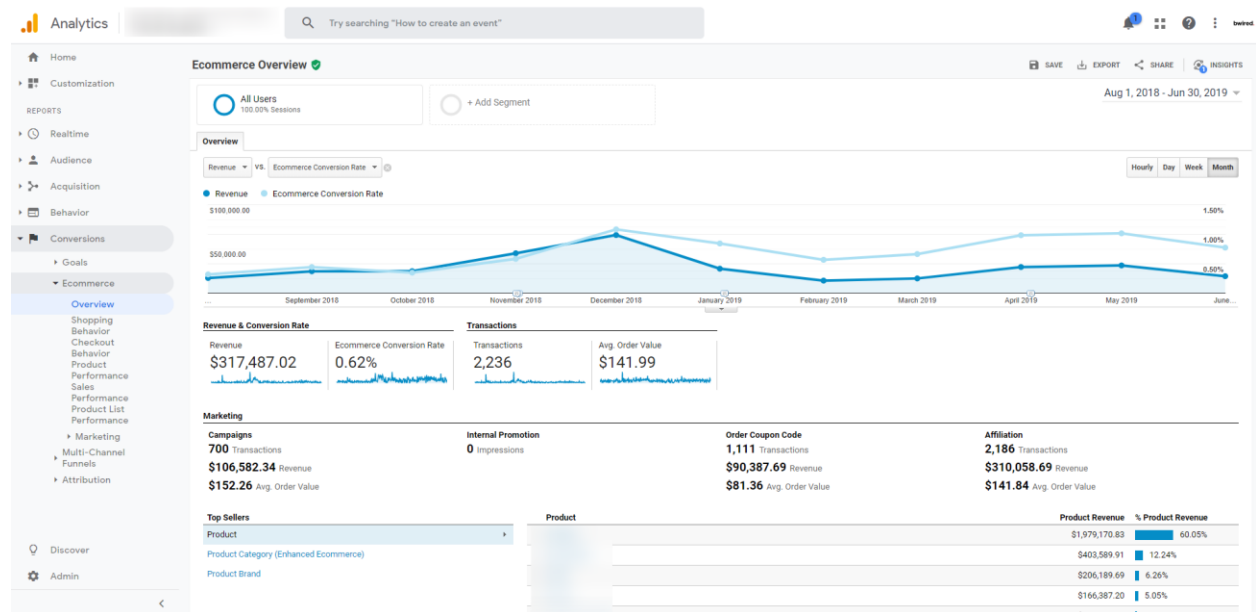 Analytics
Try searching "How to create an event"
1
bwired.
Home
Customization
REPORTS
Realtime
Audience
Acquisition
Behavior
Conversions
Goals
Ecommerce
Overview
Shopping
Behavior
Checkout
Behavior
Product
Performance
Sales
Performance
Product List
Performance
Marketing
Multi-Channel
Funnels
Attribution
Discover
Admin
Ecommerce Overview
SAVE EXPORT SHARE INSIGHTS
1
All Users
100.00% Sessions
+ Add Segment
Aug 1, 2018 - Jun 30, 2019
Overview
Revenue VS. Ecommerce Conversion Rate
Hourly Day Week Month
Revenue Ecommerce Conversion Rate
$100,000.00 1.50%
1.00%
$50,000.00
0.50%
... September 2018 October 2018 November 2018 December 2018 January 2019 February 2019 March 2019 April 2019 May 2019 June...
Revenue & Conversion Rate Transactions
Revenue Ecommerce Conversion Rate Transactions Avg. Order Value
$317,487.02 0.62% 2,236 $141.99
Marketing
Campaigns Internal Promotion Order Coupon Code Affiliation
700 Transactions 0 Impressions 1,111 Transactions 2,186 Transactions
$106,582.34 Revenue $90,387.69 Revenue $310,058.69 Revenue
$152.26 Avg. Order Value $81.36 Avg. Order Value $141.84 Avg. Order Value
Top Sellers Product Product Revenue % Product Revenue
Product $1,979,170.83 60.05%
Product Category (Enhanced Ecommerce) $403,589.91 12.24%
Product Brand $206,189.69 6.26%
$166,387.20 5.05%